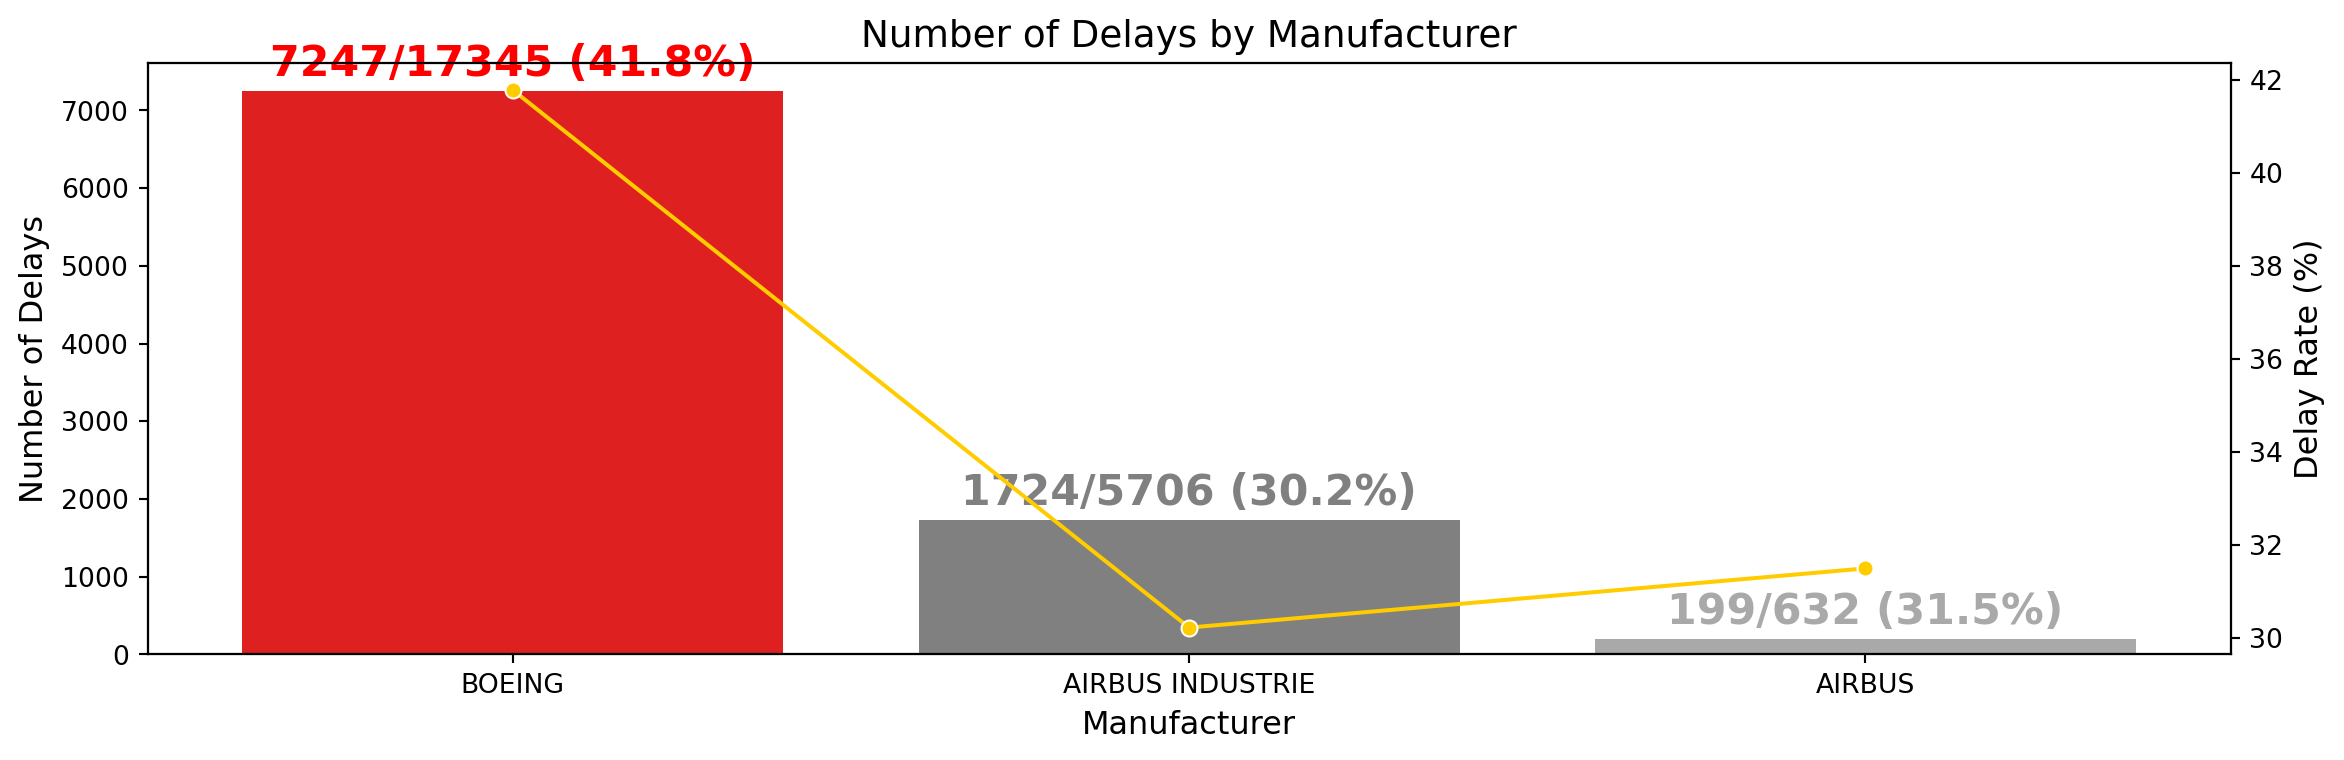 Number of Delays by Manufacturer
7247/17345 (41.8%)
1724/5706 (30.2%)
199/632 (31.5%)
Number of Delays
7000
6000
5000
4000
3000
2000
1000
0
Delay Rate (%)
42
40
38
36
34
32
30
BOEING
AIRBUS INDUSTRIE
AIRBUS
Manufacturer